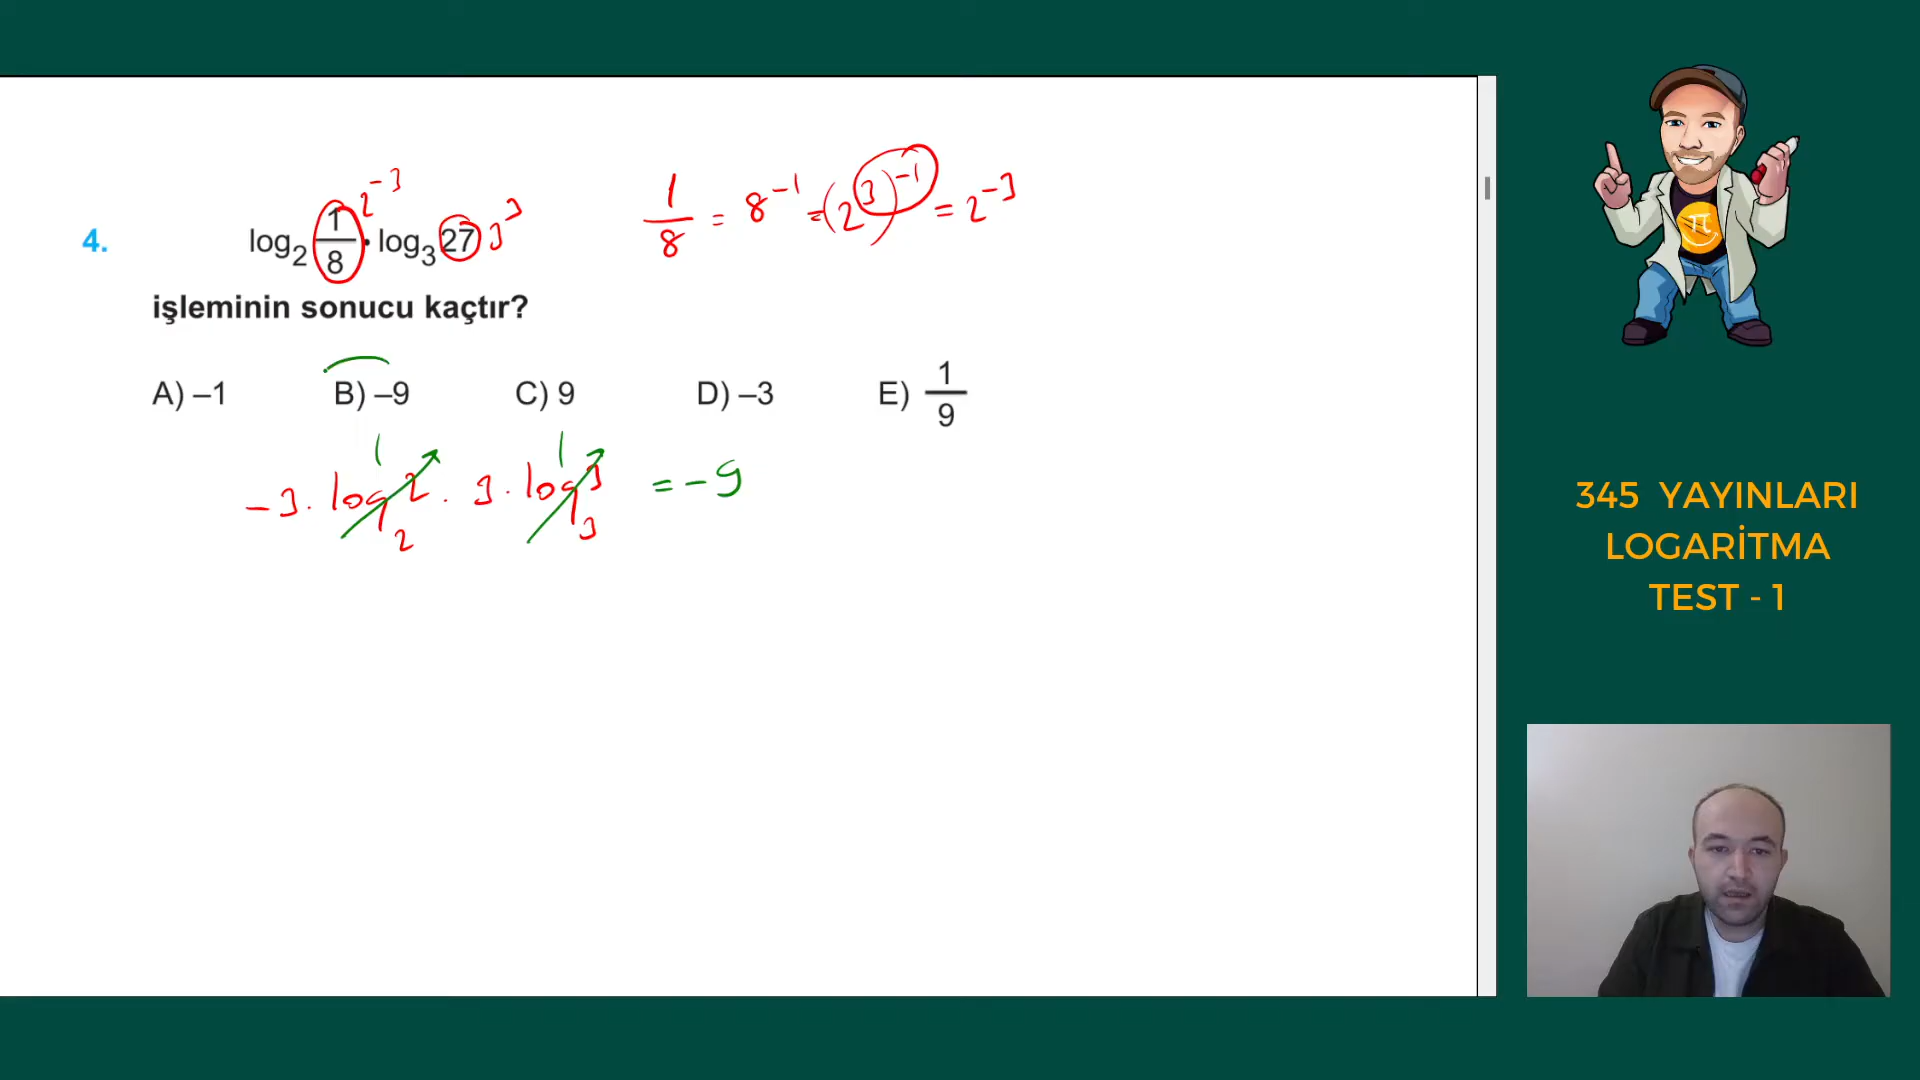 2⁻³
1/8 = 8⁻¹ = (2³)⁻¹ = 2⁻³
4. log₂ 1/8 · log₃ 27 3³
işleminin sonucu kaçtır?
A) –1 B) –9 C) 9 D) –3 E) 1/9
1 1
-3 . log₂ 2 . 3 . log₃ 3 = -9
345 YAYINLARI
LOGARİTMA
TEST - 1
π